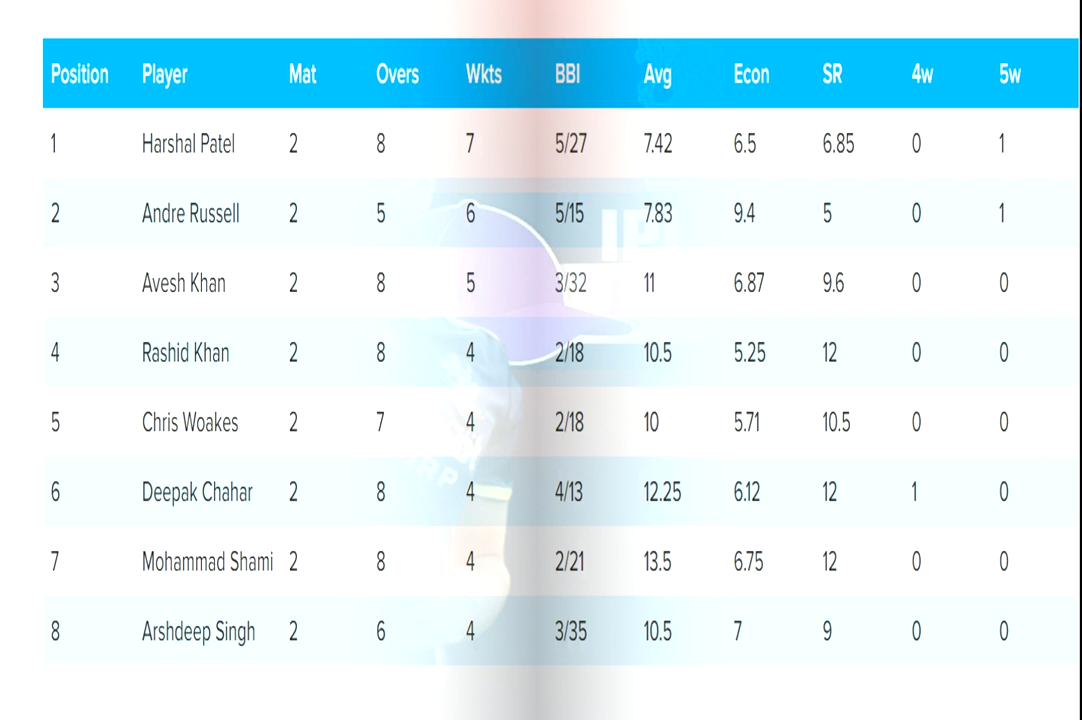 Position Player Mat Overs Wkts BBI Avg Econ SR 4w 5w
1 Harshal Patel 2 8 7 5/27 7.42 6.5 6.85 0 1
2 Andre Russell 2 5 6 5/15 7.83 9.4 5 0 1
3 Avesh Khan 2 8 5 3/32 11 6.87 9.6 0 0
4 Rashid Khan 2 8 4 2/18 10.5 5.25 12 0 0
5 Chris Woakes 2 7 4 2/18 10 5.71 10.5 0 0
6 Deepak Chahar 2 8 4 4/13 12.25 6.12 12 1 0
7 Mohammad Shami 2 8 4 2/21 13.5 6.75 12 0 0
8 Arshdeep Singh 2 6 4 3/35 10.5 7 9 0 0